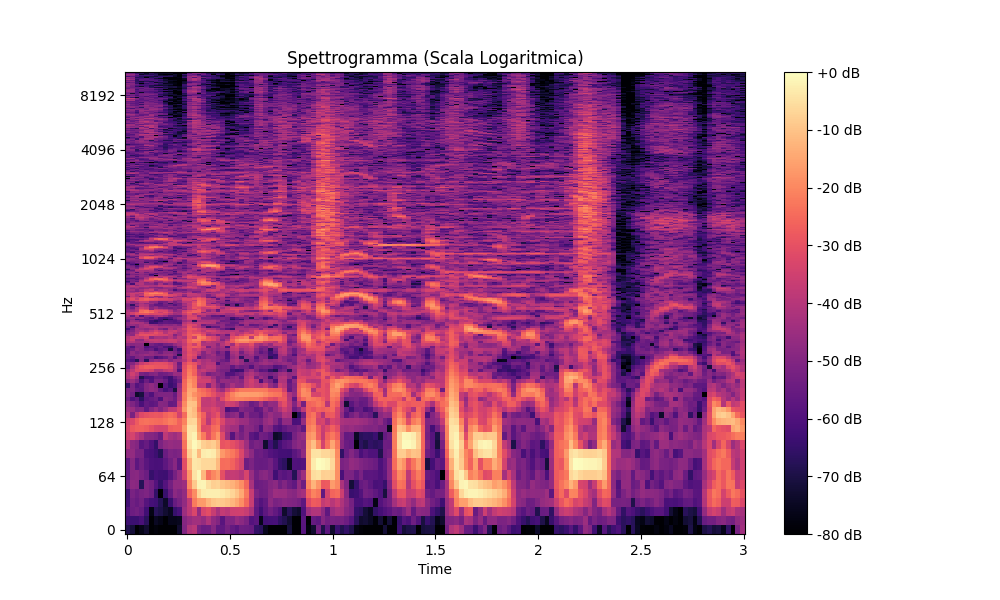 Spettrogramma (Scala Logaritmica)
Hz
8192
4096
2048
1024
512
256
128
64
0
0
0.5
1
1.5
2
2.5
3
Time
+0 dB
-10 dB
-20 dB
-30 dB
-40 dB
-50 dB
-60 dB
-70 dB
-80 dB